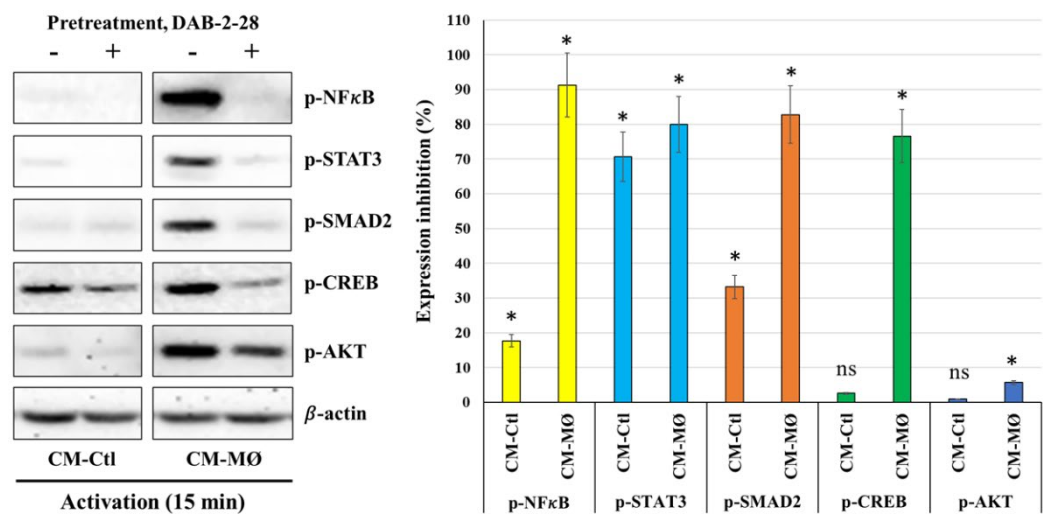 Pretreatment, DAB-2-28
- + - +
p-NFκB
p-STAT3
p-SMAD2
p-CREB
p-AKT
β-actin
CM-Ctl CM-MØ
Activation (15 min)
Expression inhibition (%)
110
100
90
80
70
60
50
40
30
20
10
0
* * * * * * * ns * ns *
CM-Ctl CM-MØ CM-Ctl CM-MØ CM-Ctl CM-MØ CM-Ctl CM-MØ CM-Ctl CM-MØ
p-NFκB p-STAT3 p-SMAD2 p-CREB p-AKT